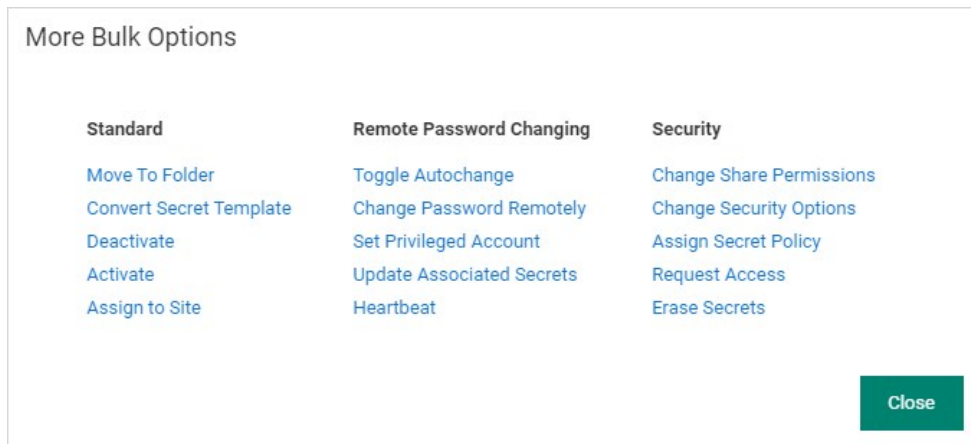 More Bulk Options
Standard
Move To Folder
Convert Secret Template
Deactivate
Activate
Assign to Site
Remote Password Changing
Toggle Autochange
Change Password Remotely
Set Privileged Account
Update Associated Secrets
Heartbeat
Security
Change Share Permissions
Change Security Options
Assign Secret Policy
Request Access
Erase Secrets
Close